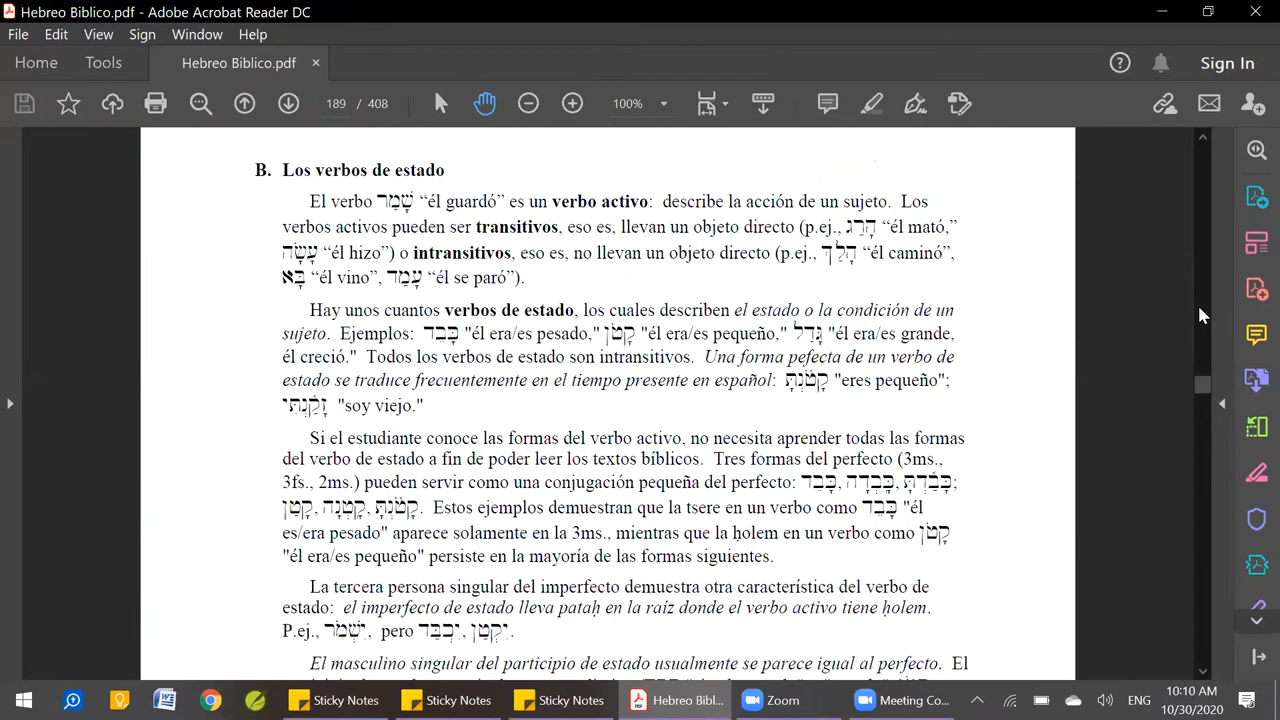 Hebreo Biblico.pdf - Adobe Acrobat Reader DC
File Edit View Sign Window Help
Home Tools Hebreo Biblico.pdf × Sign In
189 / 408 100%
B. Los verbos de estado
El verbo שָׁמַר “él guardó” es un verbo activo: describe la acción de un sujeto. Los
verbos activos pueden ser transitivos, eso es, llevan un objeto directo (p.ej., הָרַג “él mató,”
עָשָׂה “él hizo”) o intransitivos, eso es, no llevan un objeto directo (p.ej., הָלַךְ “él caminó”,
בָּא “él vino”, עָמַד “él se paró”).
Hay unos cuantos verbos de estado, los cuales describen el estado o la condición de un
sujeto. Ejemplos: כָּבֵד "él era/es pesado," קָטֹן "él era/es pequeño," גָּדַל "él era/es grande,
él creció." Todos los verbos de estado son intransitivos. Una forma pefecta de un verbo de
estado se traduce frecuentemente en el tiempo presente en español: קָטֹנְתָּ "eres pequeño";
זָקַנְתִּי "soy viejo."
Si el estudiante conoce las formas del verbo activo, no necesita aprender todas las formas
del verbo de estado a fin de poder leer los textos bíblicos. Tres formas del perfecto (3ms.,
3fs., 2ms.) pueden servir como una conjugación pequeña del perfecto: כָּבֵד, כָּבְדָה, כָּבַדְתָּ;
קָטַן, קָטְנָה, קָטֹנְתָּ. Estos ejemplos demuestran que la tsere en un verbo como כָּבֵד "él
es/era pesado" aparece solamente en la 3ms., mientras que la ḥolem en un verbo como קָטֹן
"él era/es pequeño" persiste en la mayoría de las formas siguientes.
La tercera persona singular del imperfecto demuestra otra característica del verbo de
estado: el imperfecto de estado lleva pataḥ en la raíz donde el verbo activo tiene ḥolem.
P.ej., יִשְׁמֹר, pero יִכְבַּד, יִקְטַן.
El masculino singular del participio de estado usualmente se parece igual al perfecto. El
Sticky Notes Sticky Notes Sticky Notes Hebreo Bibl... Zoom Meeting Co... ENG 10:10 AM
10/30/2020